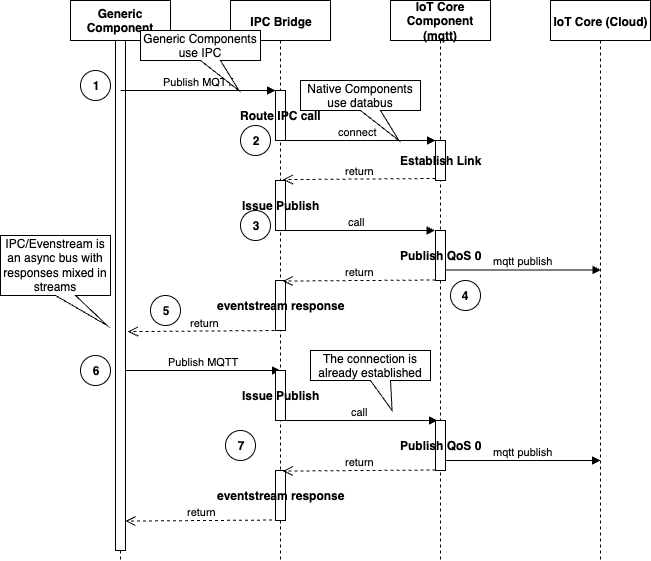 Generic
Component
IPC Bridge
IoT Core
Component
(mqtt)
IoT Core (Cloud)
Generic Components
use IPC
1
Publish MQTT
Native Components
use databus
Route IPC call
2
connect
Establish Link
return
Issue Publish
3
call
IPC/Evenstream is
an async bus with
responses mixed in
streams
Publish QoS 0
mqtt publish
return
4
5
eventstream response
return
6
Publish MQTT
The connection is
already established
Issue Publish
call
7
Publish QoS 0
mqtt publish
return
eventstream response
return